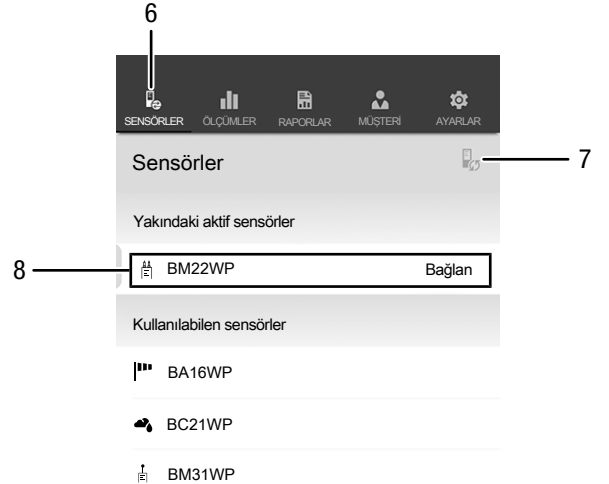 6
SENSÖRLER ÖLÇÜMLER RAPORLAR MÜŞTERİ AYARLAR
Sensörler
7
Yakındaki aktif sensörler
8
BM22WP Bağlan
Kullanılabilen sensörler
BA16WP
BC21WP
BM31WP